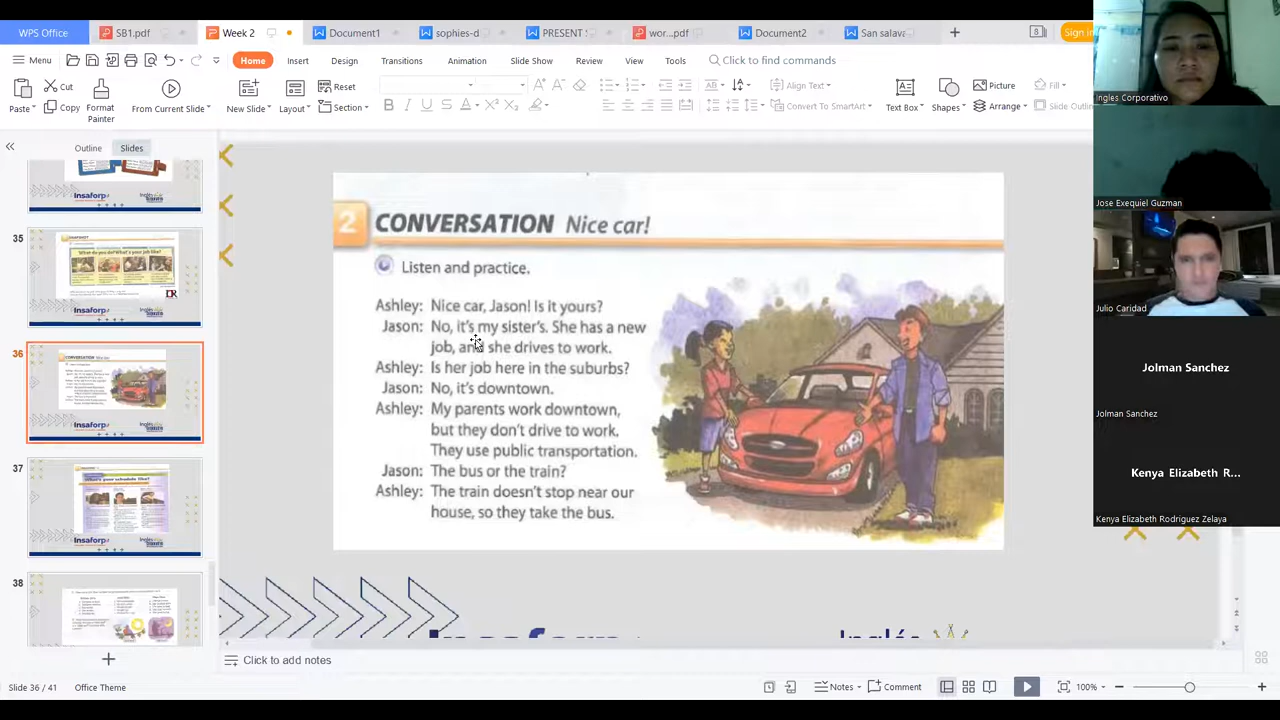 WPS Office
SB1.pdf
Week 2
Document1
sophies-d
PRESENT
wor...pdf
Document2
San salava
Sign in
Menu
Home
Insert
Design
Transitions
Animation
Slide Show
Review
View
Tools
Click to find commands
Cut
Copy
Format
Painter
From Current Slide
New Slide
Layout
Reset
Section
Align Text
Convert To SmartArt
Text Box
Shapes
Picture
Arrange
Fill
Outline
Slides
35
36
37
38
2 CONVERSATION Nice car!
Listen and practice.
Ashley: Nice car, Jason! Is it yours?
Jason: No, it's my sister's. She has a new
job, and she drives to work.
Ashley: Is her job here in the suburbs?
Jason: No, it's downtown.
Ashley: My parents work downtown,
but they don't drive to work.
They use public transportation.
Jason: The bus or the train?
Ashley: The train doesn't stop near our
house, so they take the bus.
Click to add notes
Slide 36 / 41
Office Theme
Notes
Comment
100%
Ingles Corporativo
Jose Exequiel Guzman
Julio Caridad
Jolman Sanchez
Jolman Sanchez
Kenya Elizabeth R...
Kenya Elizabeth Rodriguez Zelaya